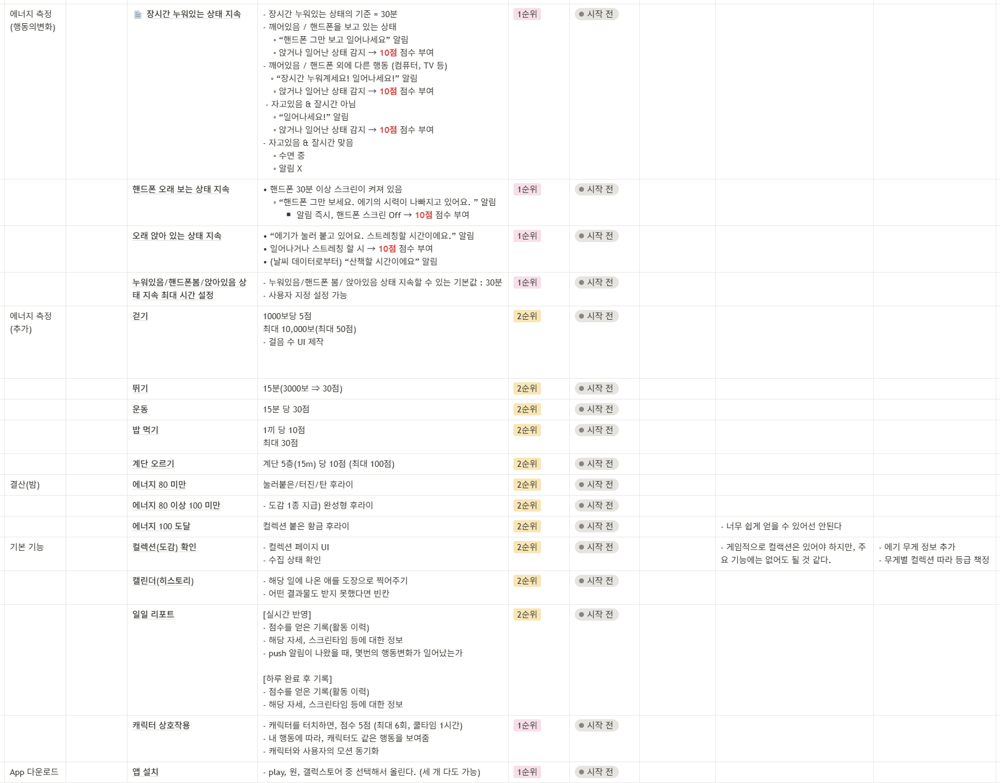 에너지 측정
(행동의변화)
장시간 누워있는 상태 지속
- 장시간 누워있는 상태의 기준 = 30분
- 깨어있음 / 핸드폰을 보고 있는 상태
◦ “핸드폰 그만 보고 일어나세요” 알림
◦ 앉거나 일어난 상태 감지 → 10점 점수 부여
- 깨어있음 / 핸드폰 외에 다른 행동 (컴퓨터, TV 등)
◦ “장시간 누워계세요! 일어나세요!” 알림
◦ 앉거나 일어난 상태 감지 → 10점 점수 부여
- 자고있음 & 잘시간 아님
◦ “일어나세요!” 알림
◦ 앉거나 일어난 상태 감지 → 10점 점수 부여
- 자고있음 & 잘시간 맞음
◦ 수면 중
◦ 알림 X
1순위
시작 전
핸드폰 오래 보는 상태 지속
• 핸드폰 30분 이상 스크린이 켜져 있음
◦ “핸드폰 그만 보세요. 에기의 시력이 나빠지고 있어요. ” 알림
▪ 알림 즉시, 핸드폰 스크린 Off → 10점 점수 부여
1순위
시작 전
오래 앉아 있는 상태 지속
• “에기가 눌러 붙고 있어요. 스트레칭할 시간이에요.” 알림
• 일어나거나 스트레칭 할 시 → 10점 점수 부여
• (날씨 데이터로부터) “산책할 시간이에요” 알림
1순위
시작 전
누워있음/핸드폰봄/앉아있음 상
태 지속 최대 시간 설정
- 누워있음/핸드폰 봄/ 앉아있음 상태 지속할 수 있는 기본값 : 30분
- 사용자 지정 설정 가능
1순위
시작 전
에너지 측정
(추가)
걷기
1000보당 5점
최대 10,000보(최대 50점)
- 걸음 수 UI 제작
2순위
시작 전
뛰기
15분(3000보 ⇒ 30점)
2순위
시작 전
운동
15분 당 30점
2순위
시작 전
밥 먹기
1끼 당 10점
최대 30점
2순위
시작 전
계단 오르기
계단 5층(15m) 당 10점 (최대 100점)
2순위
시작 전
결산(밤)
에너지 80 미만
눌러붙은/터진/탄 후라이
2순위
시작 전
에너지 80 이상 100 미만
- 도감 1종 지급) 완성형 후라이
2순위
시작 전
에너지 100 도달
컬렉션 붙은 황금 후라이
2순위
시작 전
- 너무 쉽게 얻을 수 있어선 안된다
기본 기능
컬렉션(도감) 확인
- 컬렉션 페이지 UI
- 수집 상태 확인
2순위
시작 전
- 게임적으로 컬랙션은 있어야 하지만, 주
요 기능에는 없어도 될 것 같다.
- 에기 무게 정보 추가
- 무게별 컬렉션 따라 등급 책정
캘린더(히스토리)
- 해당 일에 나온 애를 도장으로 찍어주기
- 어떤 결과물도 받지 못했다면 빈칸
2순위
시작 전
일일 리포트
[실시간 반영]
- 점수를 얻은 기록(활동 이력)
- 해당 자세, 스크린타임 등에 대한 정보
- push 알림이 나왔을 때, 몇번의 행동변화가 일어났는가
[하루 완료 후 기록]
- 점수를 얻은 기록(활동 이력)
- 해당 자세, 스크린타임 등에 대한 정보
2순위
시작 전
캐릭터 상호작용
- 캐릭터를 터치하면, 점수 5점 (최대 6회, 쿨타임 1시간)
- 내 행동에 따라, 캐릭터도 같은 행동을 보여줌
- 캐릭터와 사용자의 모션 동기화
1순위
시작 전
App 다운로드
앱 설치
- play, 원, 갤럭스토어 중 선택해서 올린다. (세 개 다도 가능)
1순위
시작 전